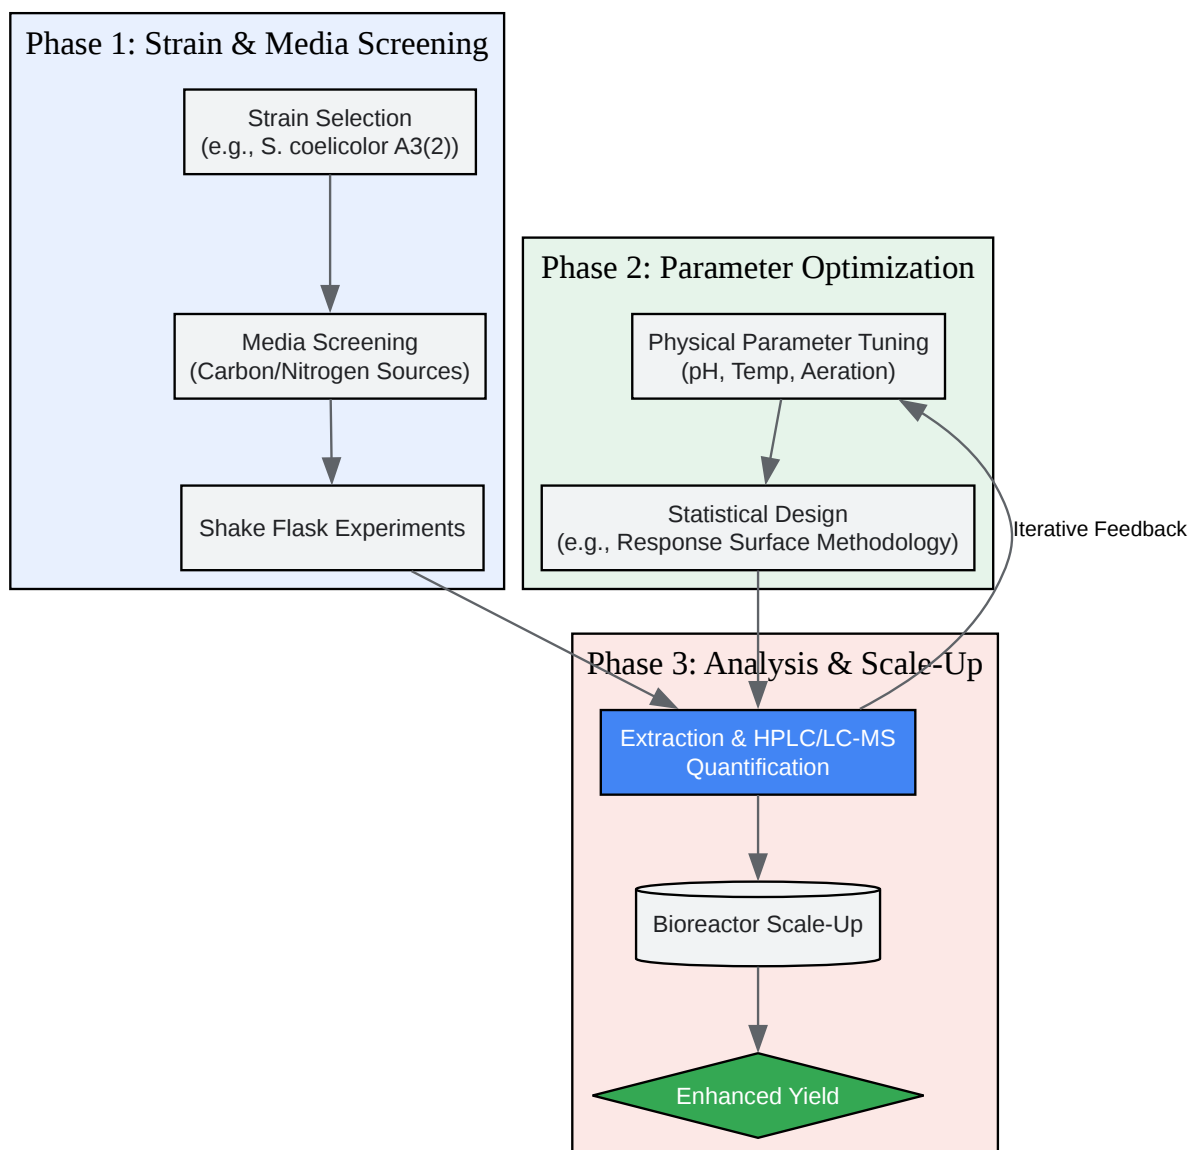 Phase 1: Strain & Media Screening
Strain Selection
(e.g., S. coelicolor A3(2))
Media Screening
(Carbon/Nitrogen Sources)
Shake Flask Experiments
Phase 2: Parameter Optimization
Physical Parameter Tuning
(pH, Temp, Aeration)
Statistical Design
(e.g., Response Surface Methodology)
Iterative Feedback
Phase 3: Analysis & Scale-Up
Extraction & HPLC/LC-MS
Quantification
Bioreactor Scale-Up
Enhanced Yield